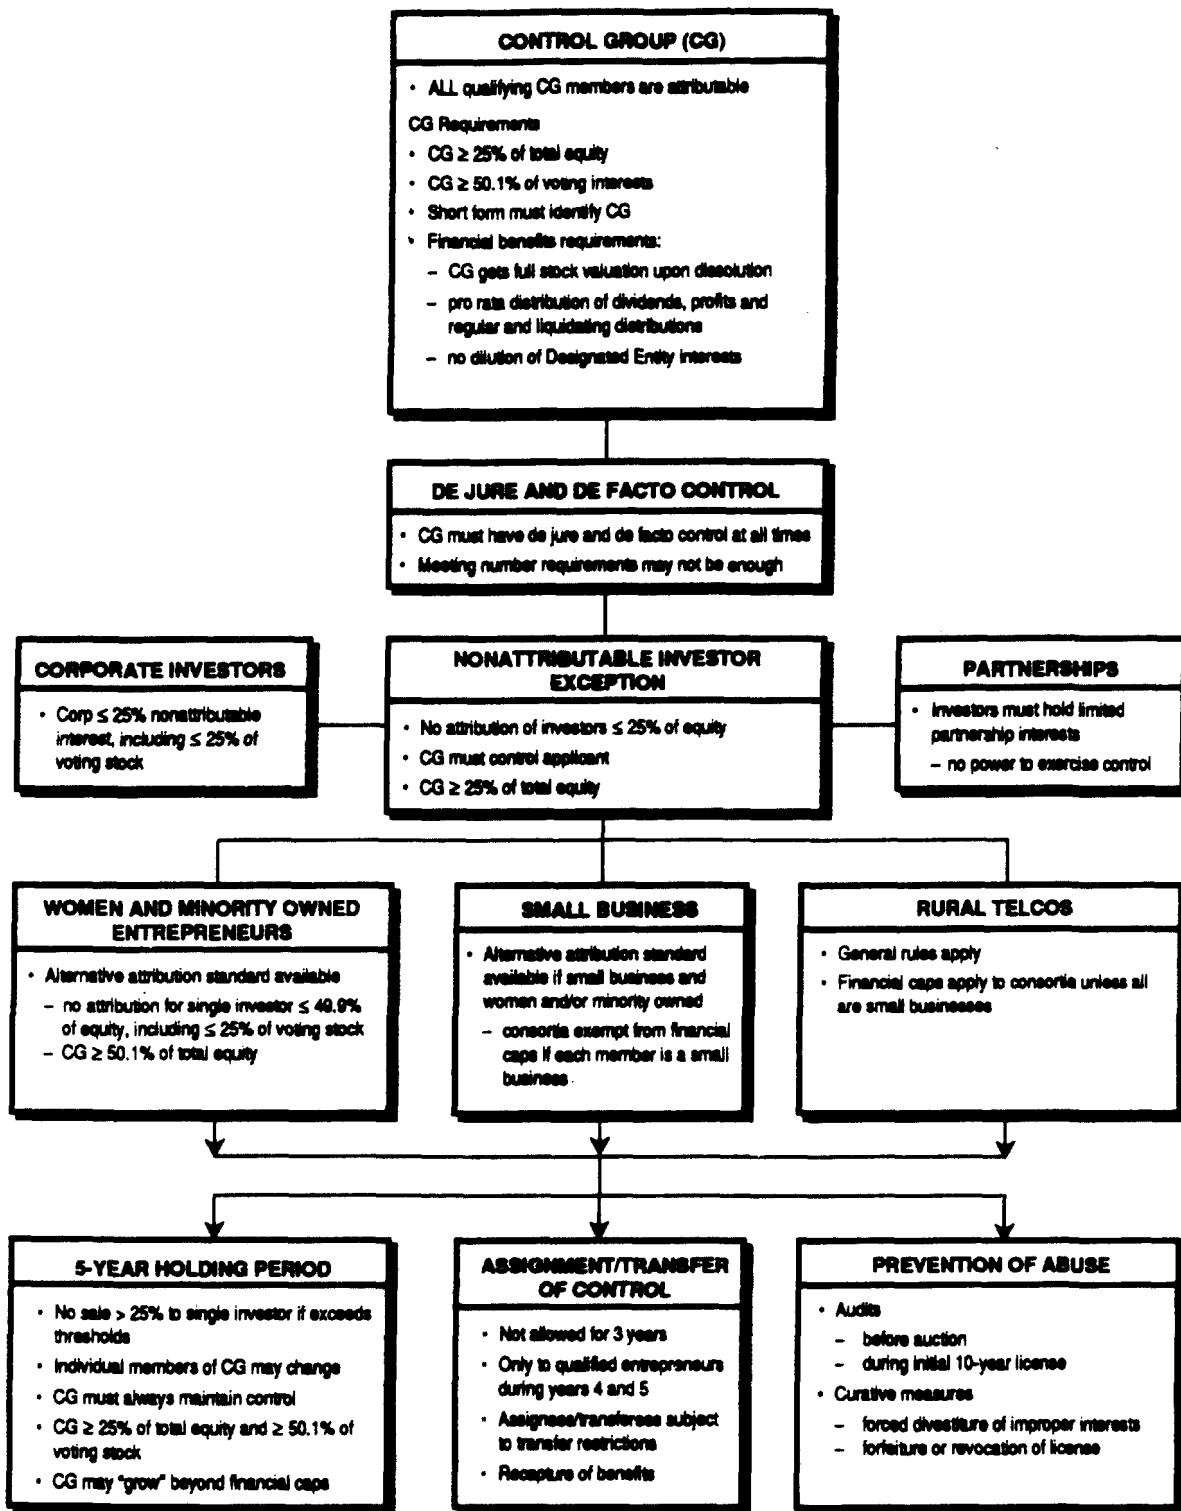 CONTROL GROUP (CG)
• ALL qualifying CG members are attributable
CG Requirements
• CG ≥ 25% of total equity
• CG ≥ 50.1% of voting interests
• Short form must identify CG
• Financial benefits requirements:
– CG gets full stock valuation upon dissolution
– pro rata distribution of dividends, profits and
regular and liquidating distributions
– no dilution of Designated Entity interests
DE JURE AND DE FACTO CONTROL
• CG must have de jure and de facto control at all times
• Meeting number requirements may not be enough
CORPORATE INVESTORS
• Corp ≤ 25% nonattributable
interest, including ≤ 25% of
voting stock
NONATTRIBUTABLE INVESTOR
EXCEPTION
• No attribution of investors ≤ 25% of equity
• CG must control applicant
• CG ≥ 25% of total equity
PARTNERSHIPS
• Investors must hold limited
partnership interests
– no power to exercise control
WOMEN AND MINORITY OWNED
ENTREPRENEURS
• Alternative attribution standard available
– no attribution for single investor ≤ 49.9%
of equity, including ≤ 25% of voting stock
– CG ≥ 50.1% of total equity
SMALL BUSINESS
• Alternative attribution standard
available if small business and
women and/or minority owned
– consortia exempt from financial
caps if each member is a small
business
RURAL TELCOS
• General rules apply
• Financial caps apply to consortia unless all
are small businesses
5-YEAR HOLDING PERIOD
• No sale > 25% to single investor if exceeds
thresholds
• Individual members of CG may change
• CG must always maintain control
• CG ≥ 25% of total equity and ≥ 50.1% of
voting stock
• CG may "grow" beyond financial caps
ASSIGNMENT/TRANSFER
OF CONTROL
• Not allowed for 3 years
• Only to qualified entrepreneurs
during years 4 and 5
• Assignees/transferees subject
to transfer restrictions
• Recapture of benefits
PREVENTION OF ABUSE
• Audits
– before auction
– during initial 10-year license
• Curative measures
– forced divestiture of improper interests
– forfeiture or revocation of license